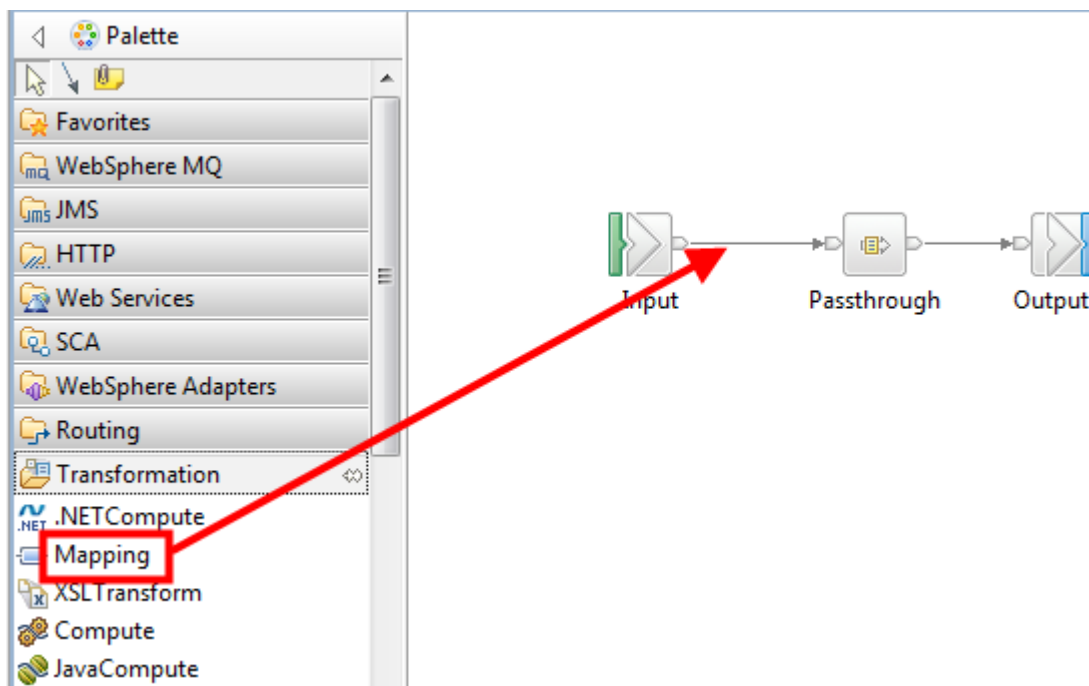 Palette
Favorites
WebSphere MQ
JMS
HTTP
Web Services
SCA
WebSphere Adapters
Routing
Transformation
.NETCompute
Mapping
XSLTransform
Compute
JavaCompute
Input
Passthrough
Output